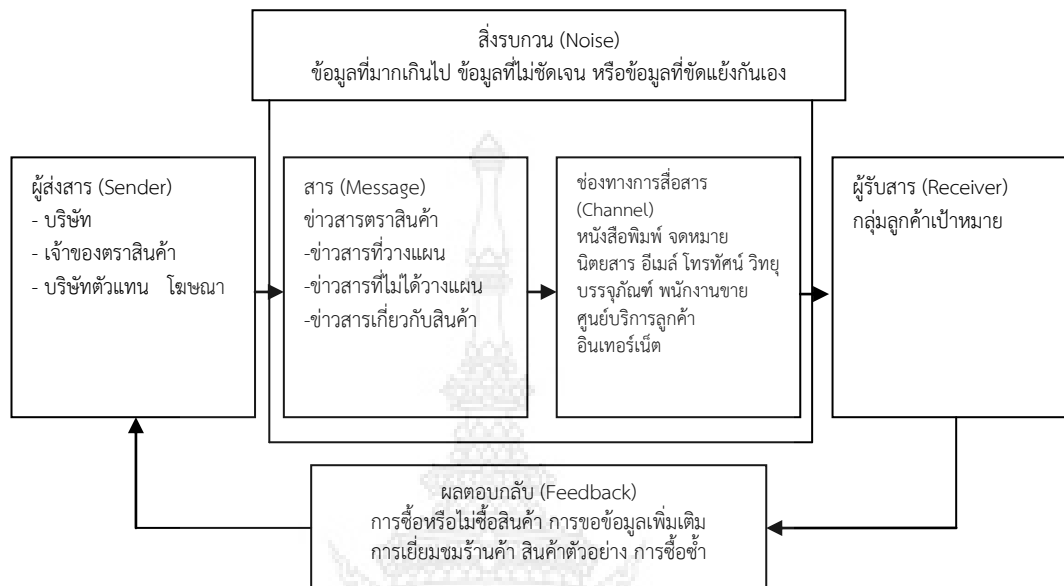 สิ่งรบกวน (Noise)
ข้อมูลที่มากเกินไป ข้อมูลที่ไม่ชัดเจน หรือข้อมูลที่ขัดแย้งกันเอง
ผู้ส่งสาร (Sender)
- บริษัท
- เจ้าของตราสินค้า
- บริษัทตัวแทน โฆษณา
สาร (Message)
ข่าวสารตราสินค้า
-ข่าวสารที่วางแผน
-ข่าวสารที่ไม่ได้วางแผน
-ข่าวสารเกี่ยวกับสินค้า
ช่องทางการสื่อสาร
(Channel)
หนังสือพิมพ์ จดหมาย
นิตยสาร อีเมล์ โทรทัศน์ วิทยุ
บรรจุภัณฑ์ พนักงานขาย
ศูนย์บริการลูกค้า
อินเทอร์เน็ต
ผู้รับสาร (Receiver)
กลุ่มลูกค้าเป้าหมาย
ผลตอบกลับ (Feedback)
การซื้อหรือไม่ซื้อสินค้า การขอข้อมูลเพิ่มเติม
การเยี่ยมชมร้านค้า สินค้าตัวอย่าง การซื้อซ้ำ